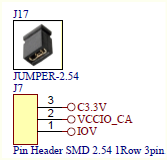 J17
JUMPER-2.54
J7
3 C3.3V
2 VCCIO_CA
1 IOV
Pin Header SMD 2.54 1Row 3pin